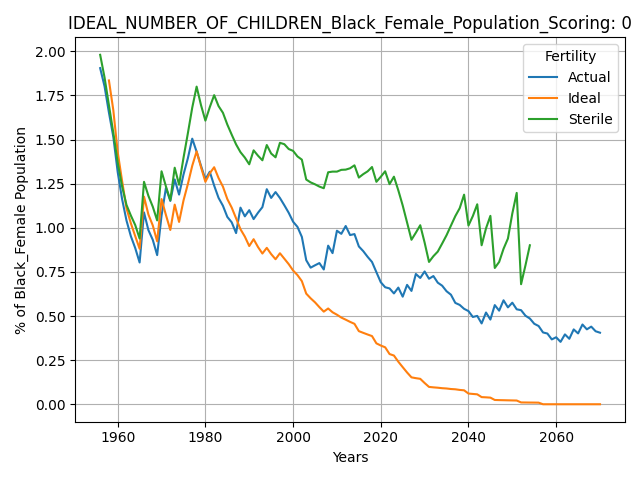 IDEAL_NUMBER_OF_CHILDREN_Black_Female_Population_Scoring: 0
Fertility
Actual
Ideal
Sterile
% of Black_Female Population
2.00
1.75
1.50
1.25
1.00
0.75
0.50
0.25
0.00
1960 1980 2000 2020 2040 2060
Years